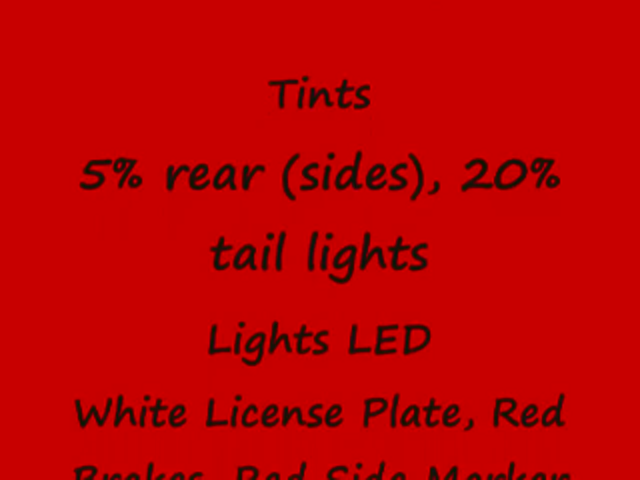 Tints
5% rear (sides), 20%
tail lights
Lights LED
White License Plate, Red
Brakes, Red Side Marker